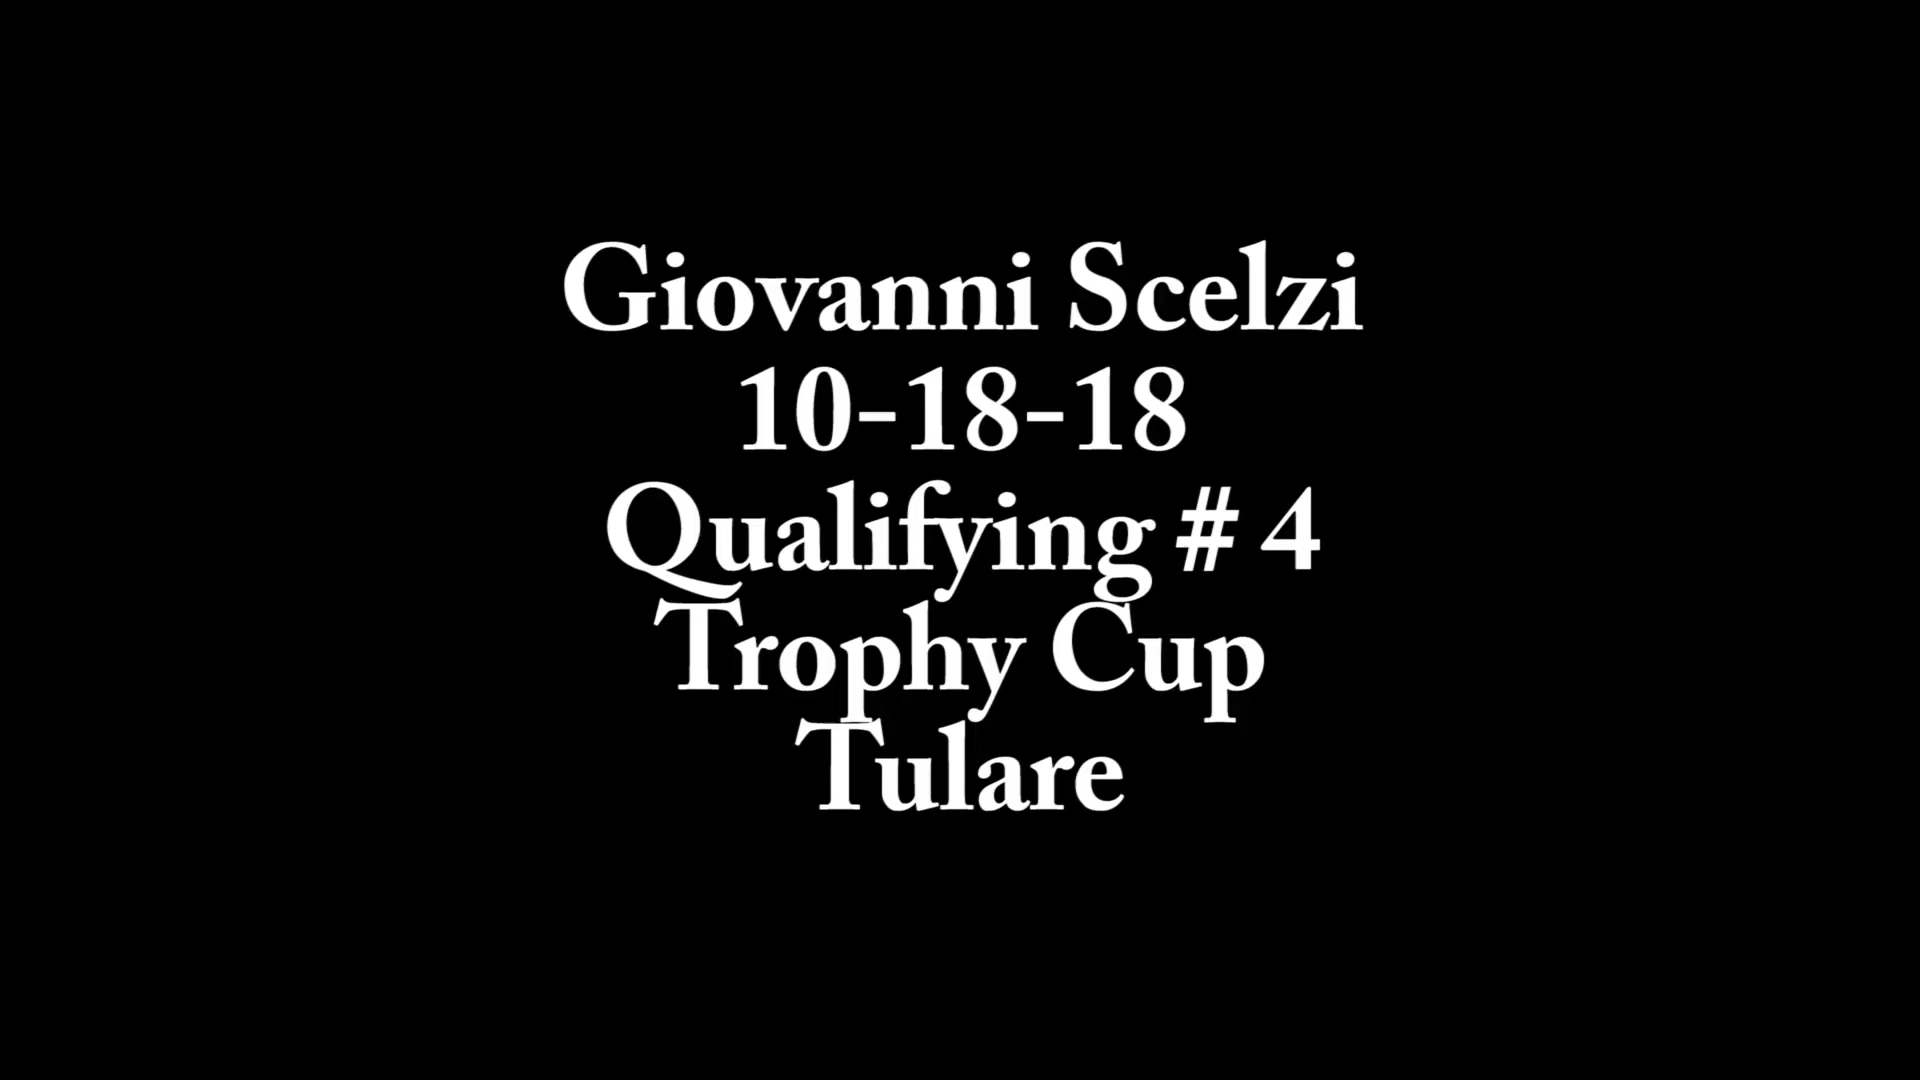 Giovanni Scelzi
10-18-18
Qualifying # 4
Trophy Cup
Tulare